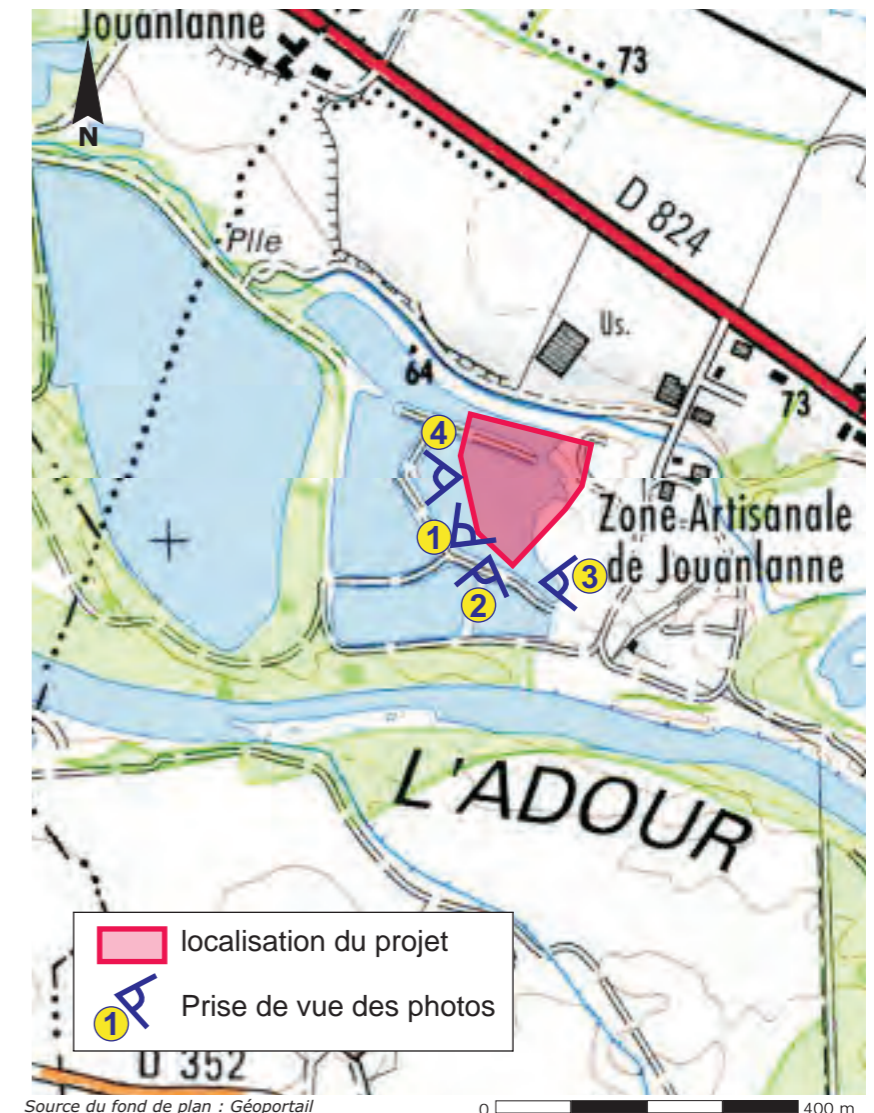 Jouanlanne
N
73
D 824
Plle
Us.
64
73
4
Zone Artisanale
de Jouanlanne
1
3
2
L'ADOUR
localisation du projet
1
Prise de vue des photos
D 352
Source du fond de plan : Géoportail
0
400 m